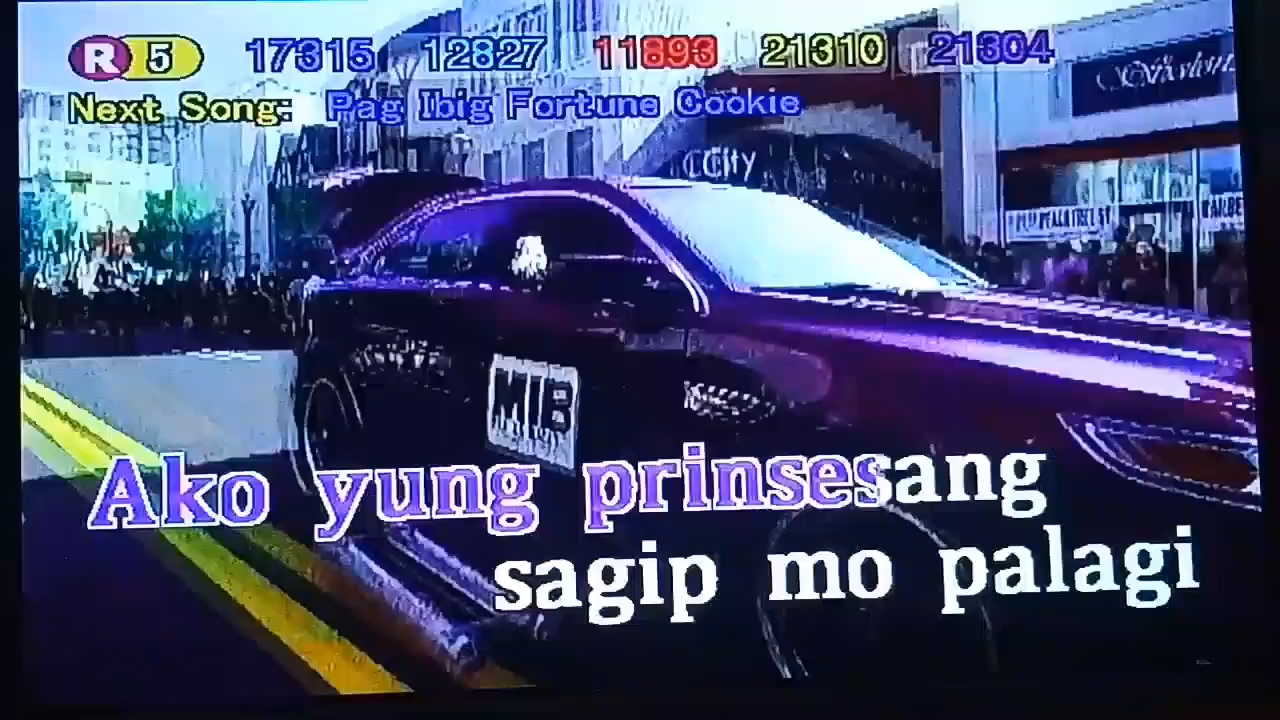 R 5 17315 12827 11893 21310 21304
Next Song: Pag Ibig Fortune Cookie
City
MIB
Ako yung prinsesang
sagip mo palagi